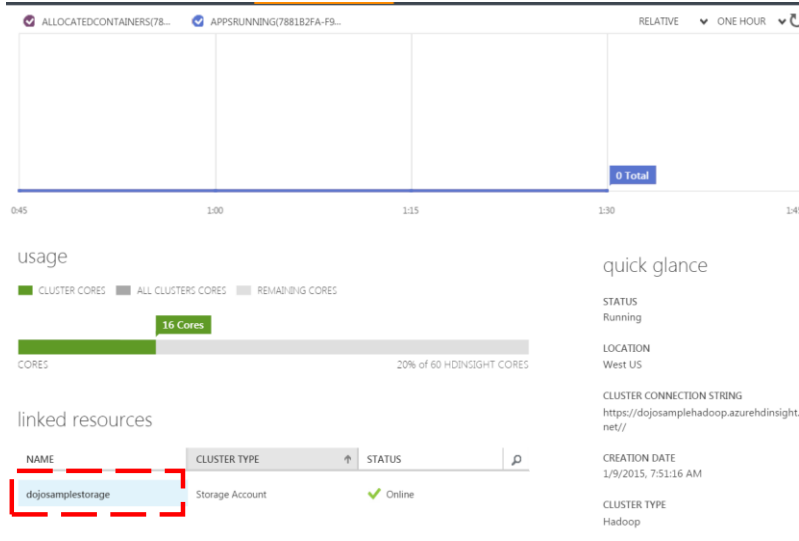 ALLOCATEDCONTAINERS(78... APPSRUNNING(7881B2FA-F9... RELATIVE ONE HOUR
0 Total
0:45 1:00 1:15 1:30 1:45
usage
CLUSTER CORES ALL CLUSTERS CORES REMAINING CORES
16 Cores
CORES 20% of 60 HDINSIGHT CORES
linked resources
NAME CLUSTER TYPE STATUS
dojosamplestorage Storage Account Online
quick glance
STATUS
Running
LOCATION
West US
CLUSTER CONNECTION STRING
https://dojosamplehadoop.azurehdinsight.
net//
CREATION DATE
1/9/2015, 7:51:16 AM
CLUSTER TYPE
Hadoop